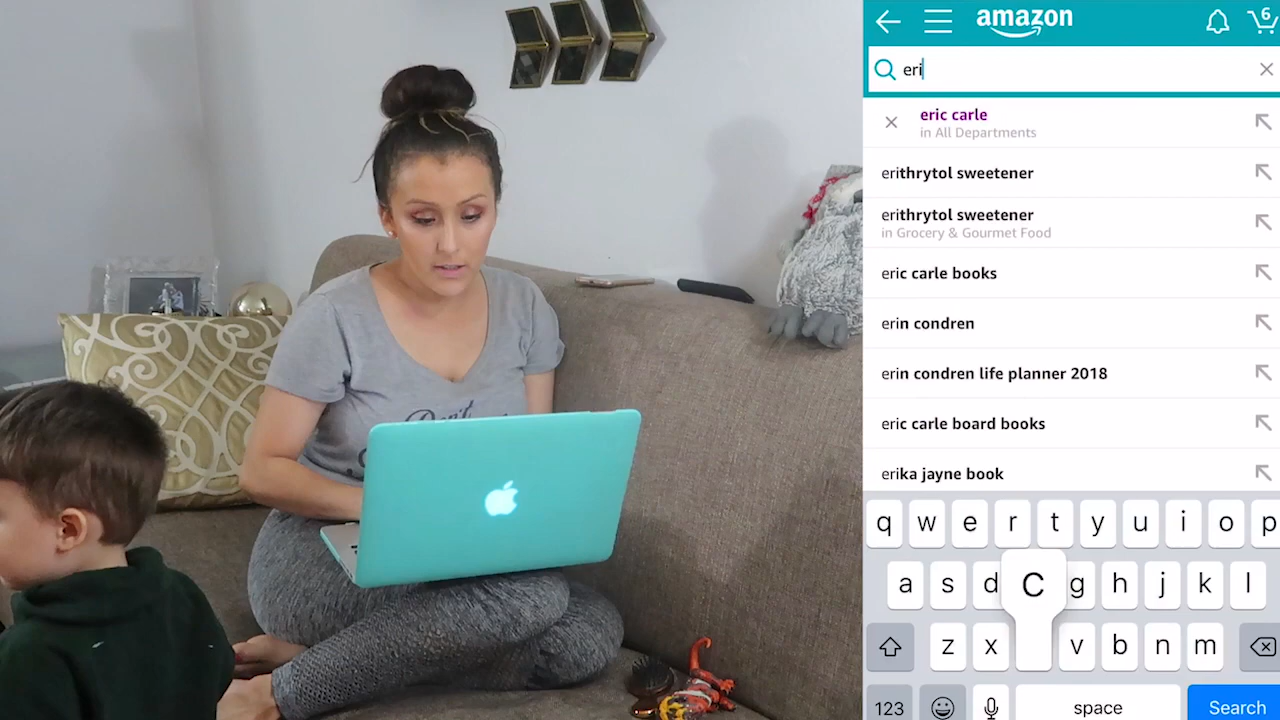 amazon
6
eri
eric carle
in All Departments
erithrytol sweetener
erithrytol sweetener
in Grocery & Gourmet Food
eric carle books
erin condren
erin condren life planner 2018
eric carle board books
erika jayne book
q w e r t y u i o p
a s d C g h j k l
z x v b n m
123 space Search
Don't